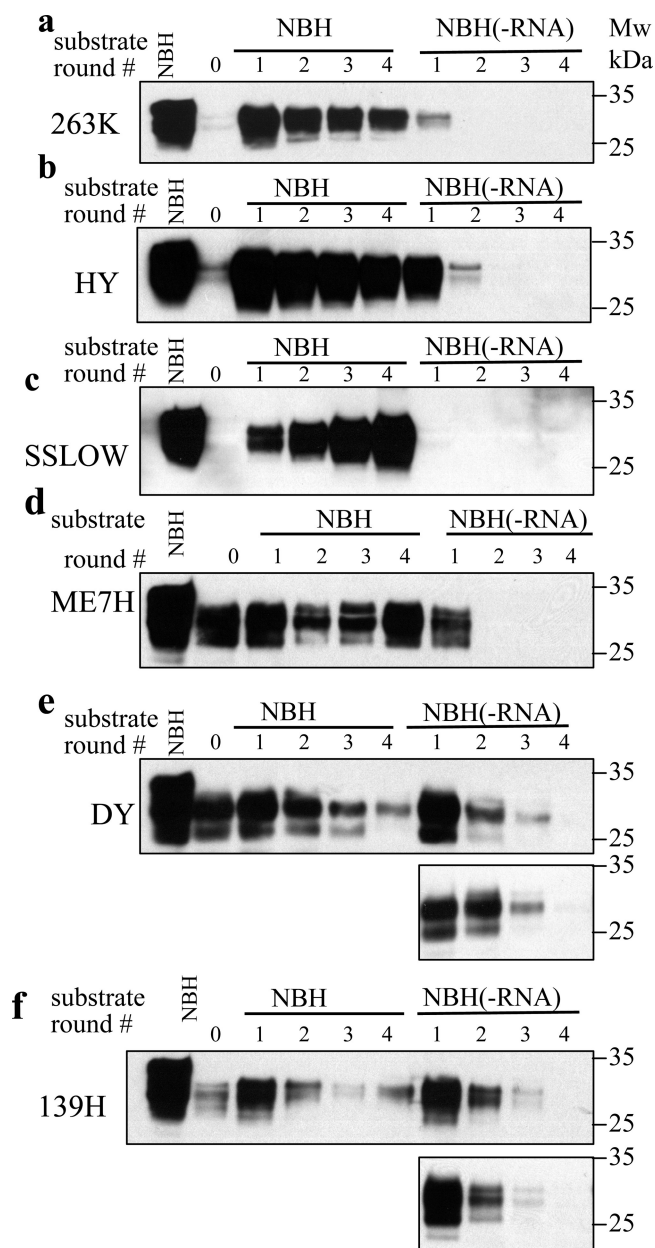 a
NBH
NBH(-RNA)
Mw
substrate
NBH
round #
0 1 2 3 4 1 2 3 4
kDa
35
263K
25
b
substrate
NBH
NBH
NBH(-RNA)
round #
0 1 2 3 4 1 2 3 4
35
HY
25
substrate
NBH
NBH
NBH(-RNA)
c
round #
0 1 2 3 4 1 2 3 4
35
SSLOW
25
d
substrate
NBH
NBH
NBH(-RNA)
round #
0 1 2 3 4 1 2 3 4
35
ME7H
25
e
substrate
NBH
NBH
NBH(-RNA)
round #
0 1 2 3 4 1 2 3 4
35
DY
25
35
25
f
substrate
NBH
NBH
NBH(-RNA)
round #
0 1 2 3 4 1 2 3 4
35
139H
25
35
25